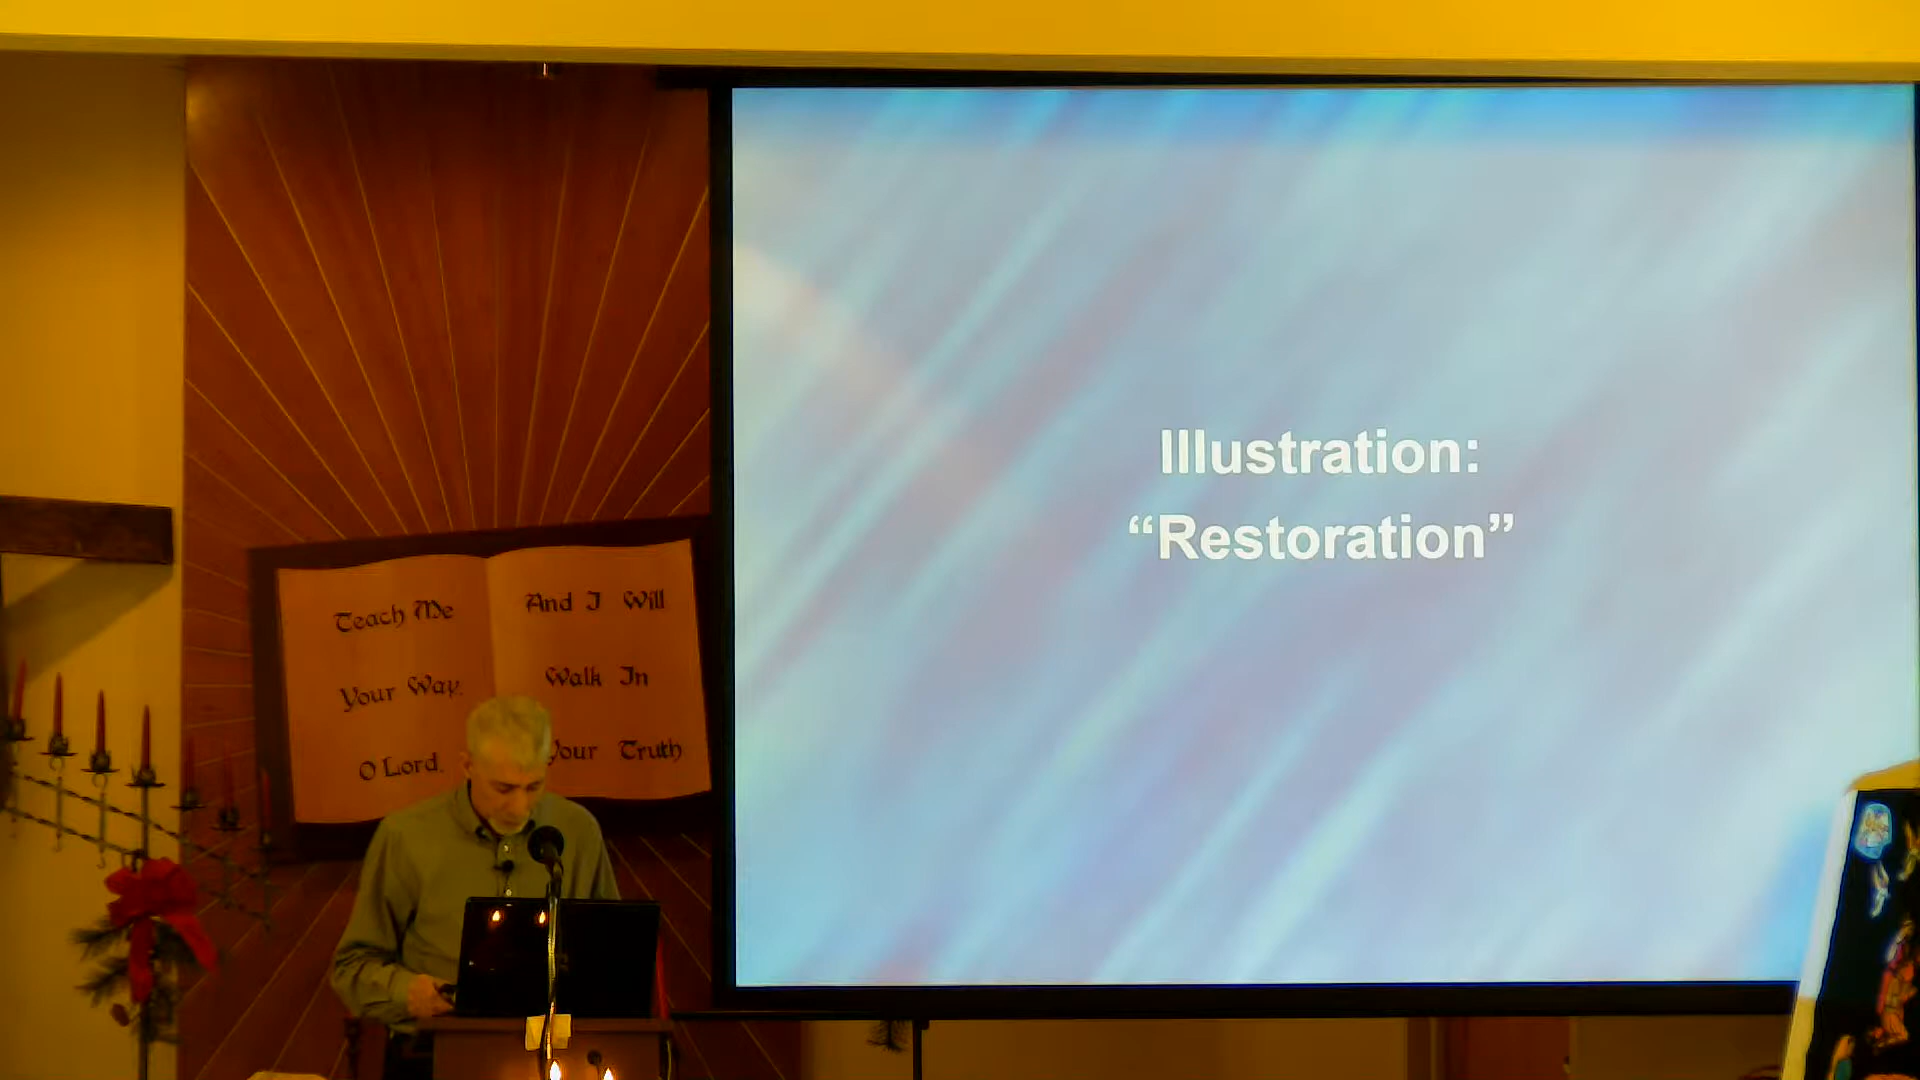 Illustration:
“Restoration”
Teach Me
Your Way,
O Lord,
And I Will
Walk In
Your Truth